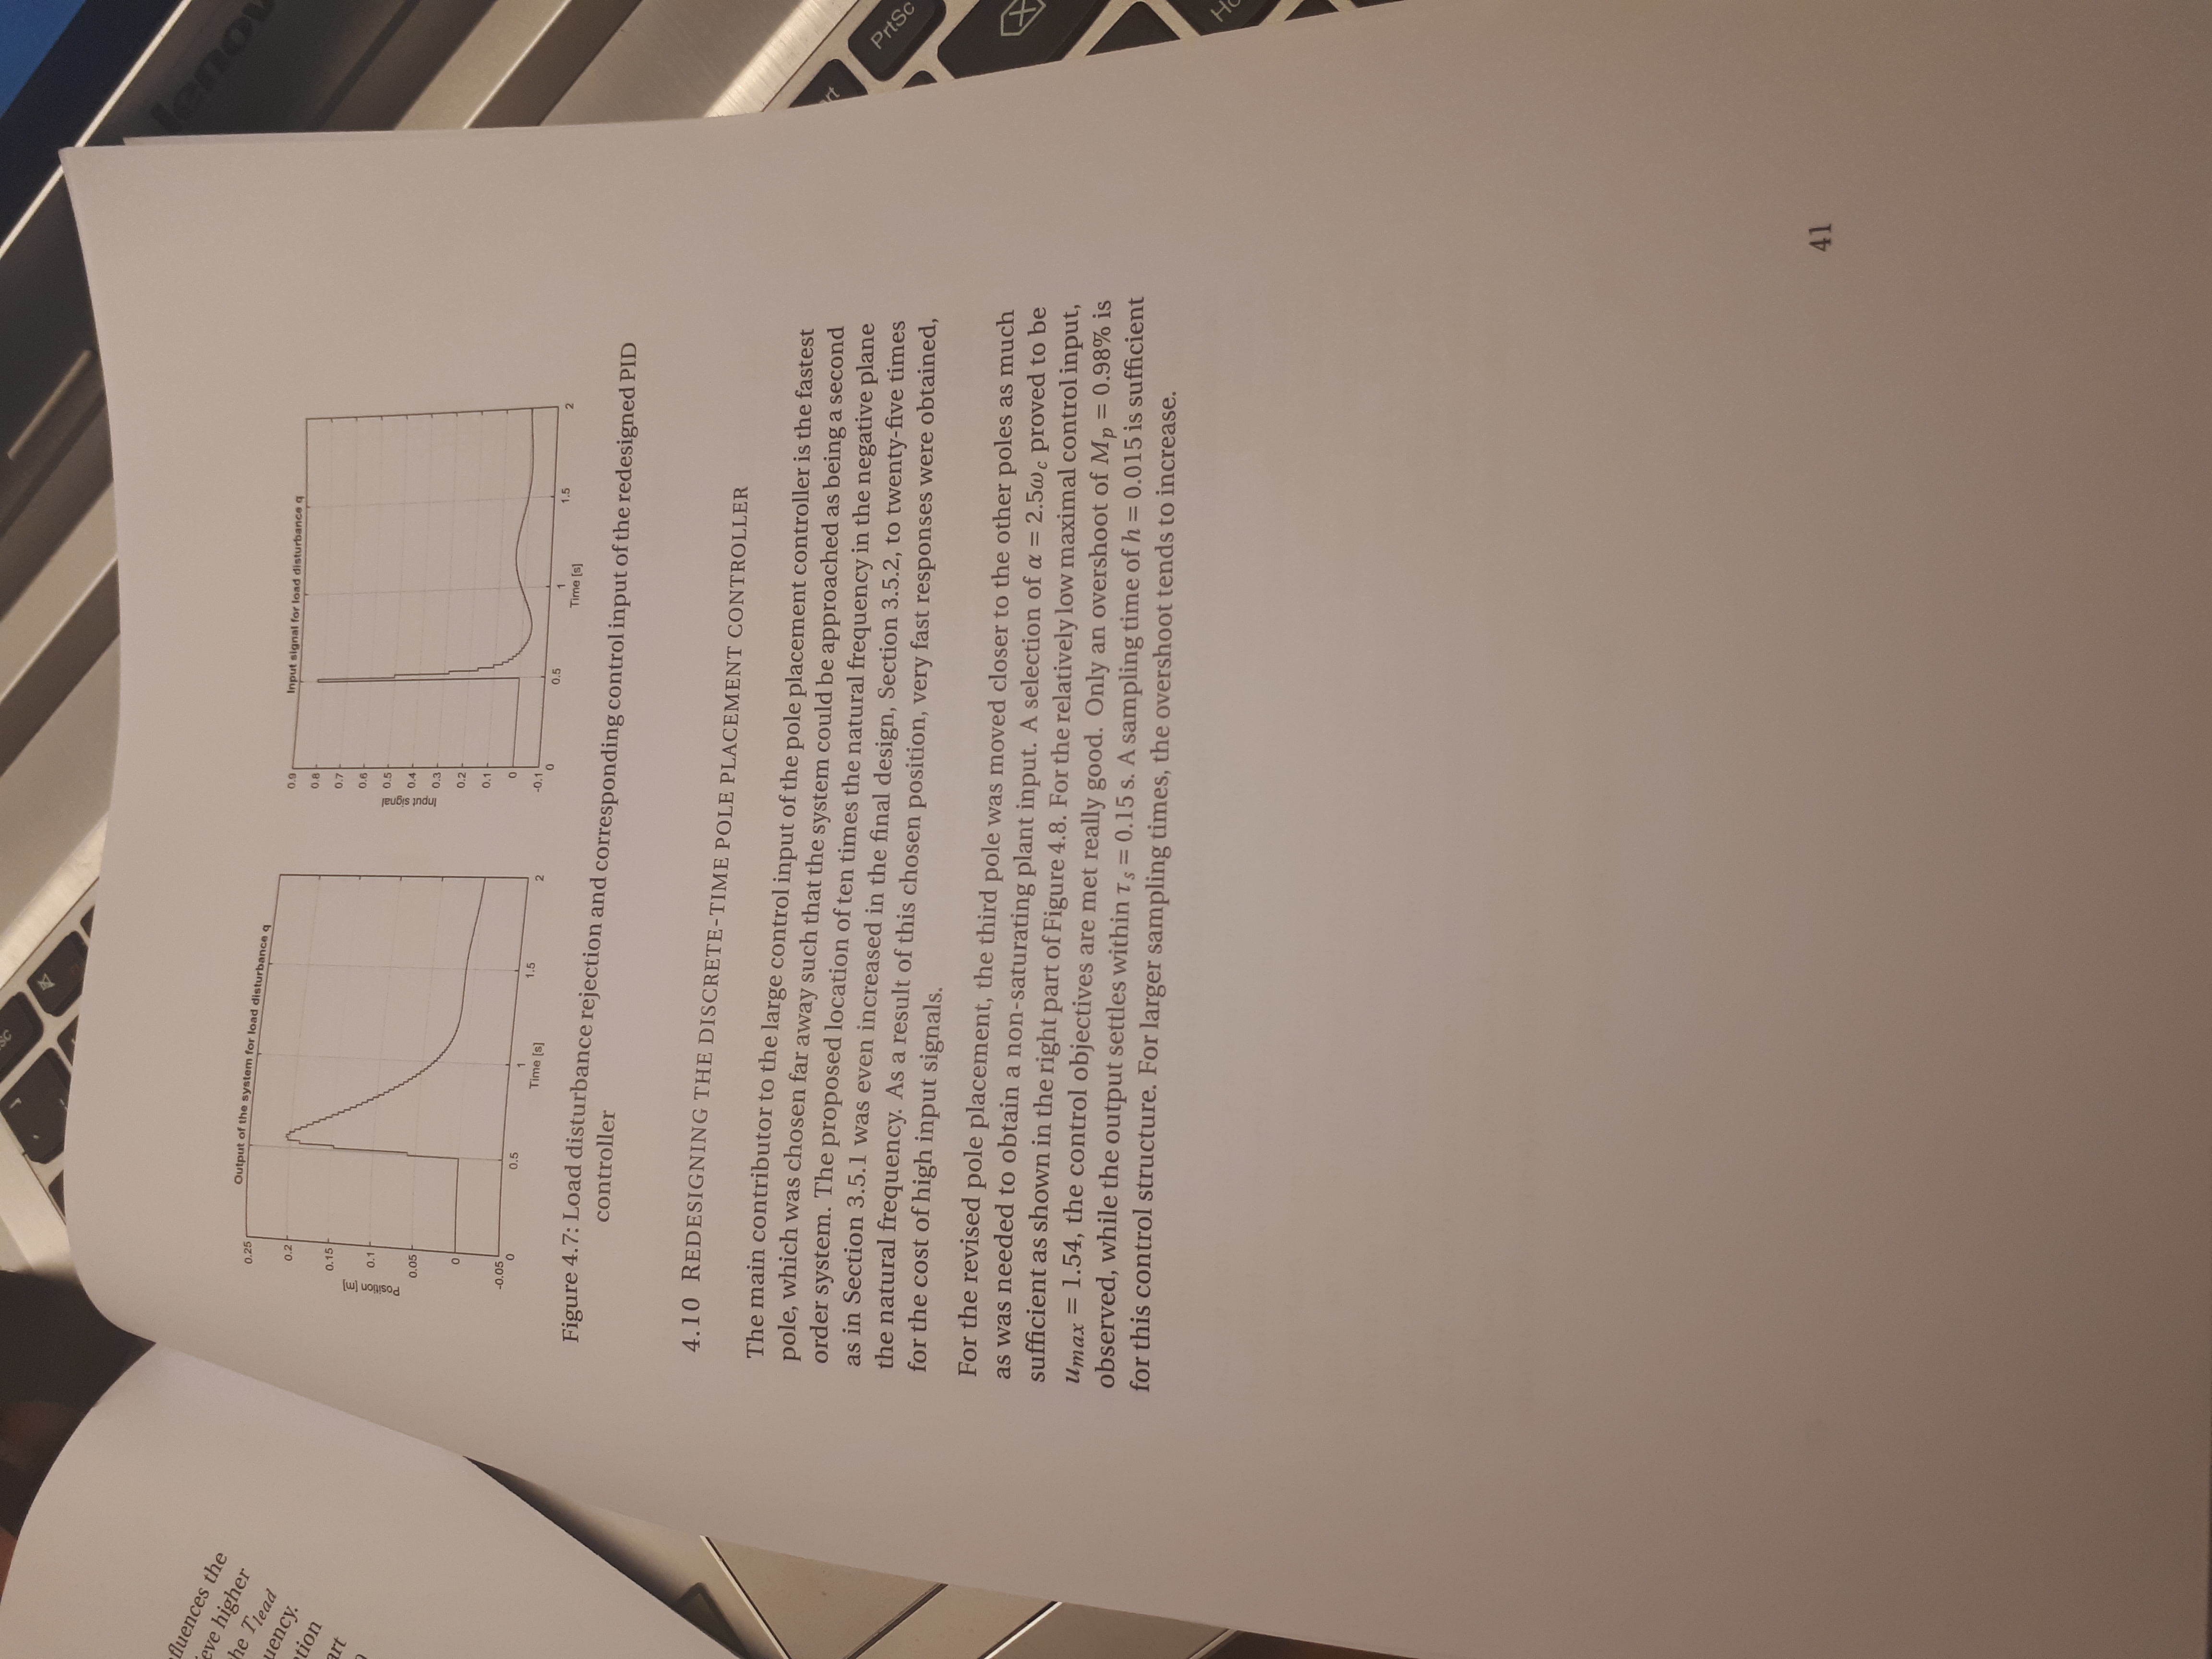 fluences the
eve higher
he T_lead
uency.
tion
art
Output of the system for load disturbance q
0.25
0.2
0.15
0.1
0.05
0
-0.05
Position [m]
0
0.5
1
1.5
2
Time [s]
Input signal for load disturbance q
0.9
0.8
0.7
0.6
0.5
0.4
0.3
0.2
0.1
0
-0.1
Input signal
0
0.5
1
1.5
2
Time [s]
Figure 4.7: Load disturbance rejection and corresponding control input of the redesigned PID
controller
4.10 REDESIGNING THE DISCRETE-TIME POLE PLACEMENT CONTROLLER
The main contributor to the large control input of the pole placement controller is the fastest
pole, which was chosen far away such that the system could be approached as being a second
order system. The proposed location of ten times the natural frequency in the negative plane
as in Section 3.5.1 was even increased in the final design, Section 3.5.2, to twenty-five times
the natural frequency. As a result of this chosen position, very fast responses were obtained,
for the cost of high input signals.
For the revised pole placement, the third pole was moved closer to the other poles as much
as was needed to obtain a non-saturating plant input. A selection of α = 2.5ω_c proved to be
sufficient as shown in the right part of Figure 4.8. For the relatively low maximal control input,
u_max = 1.54, the control objectives are met really good. Only an overshoot of M_p = 0.98% is
observed, while the output settles within τ_s = 0.15 s. A sampling time of h = 0.015 is sufficient
for this control structure. For larger sampling times, the overshoot tends to increase.
41
lenov
PrtSc